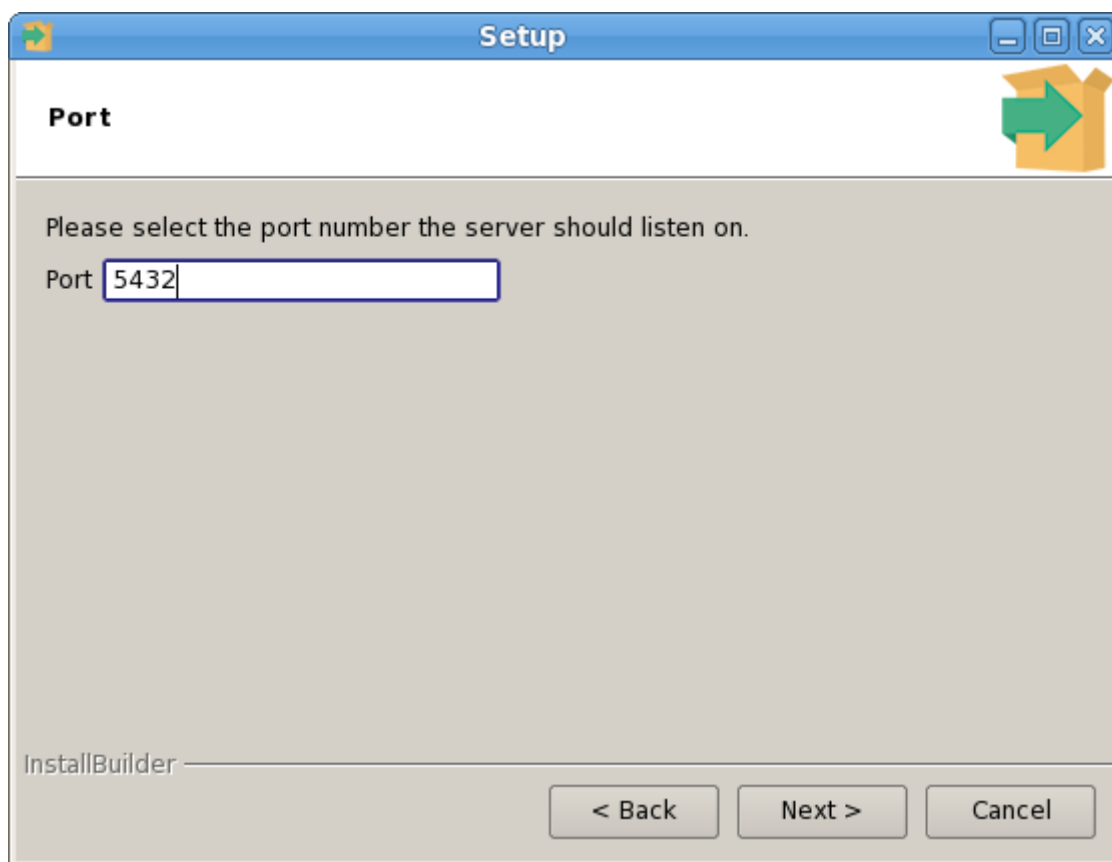 Setup
Port
Please select the port number the server should listen on.
Port 5432
InstallBuilder
< Back Next > Cancel